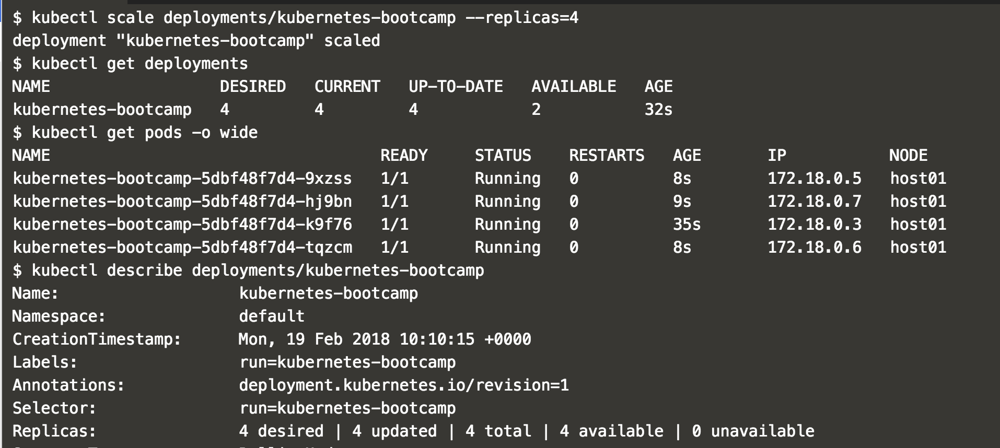 $ kubectl scale deployments/kubernetes-bootcamp --replicas=4
deployment "kubernetes-bootcamp" scaled
$ kubectl get deployments
NAME                  DESIRED   CURRENT   UP-TO-DATE   AVAILABLE   AGE
kubernetes-bootcamp   4         4         4            2           32s
$ kubectl get pods -o wide
NAME                                   READY     STATUS    RESTARTS   AGE       IP           NODE
kubernetes-bootcamp-5dbf48f7d4-9xzss   1/1       Running   0          8s        172.18.0.5   host01
kubernetes-bootcamp-5dbf48f7d4-hj9bn   1/1       Running   0          9s        172.18.0.7   host01
kubernetes-bootcamp-5dbf48f7d4-k9f76   1/1       Running   0          35s       172.18.0.3   host01
kubernetes-bootcamp-5dbf48f7d4-tqzcm   1/1       Running   0          8s        172.18.0.6   host01
$ kubectl describe deployments/kubernetes-bootcamp
Name:                   kubernetes-bootcamp
Namespace:              default
CreationTimestamp:      Mon, 19 Feb 2018 10:10:15 +0000
Labels:                 run=kubernetes-bootcamp
Annotations:            deployment.kubernetes.io/revision=1
Selector:               run=kubernetes-bootcamp
Replicas:               4 desired | 4 updated | 4 total | 4 available | 0 unavailable